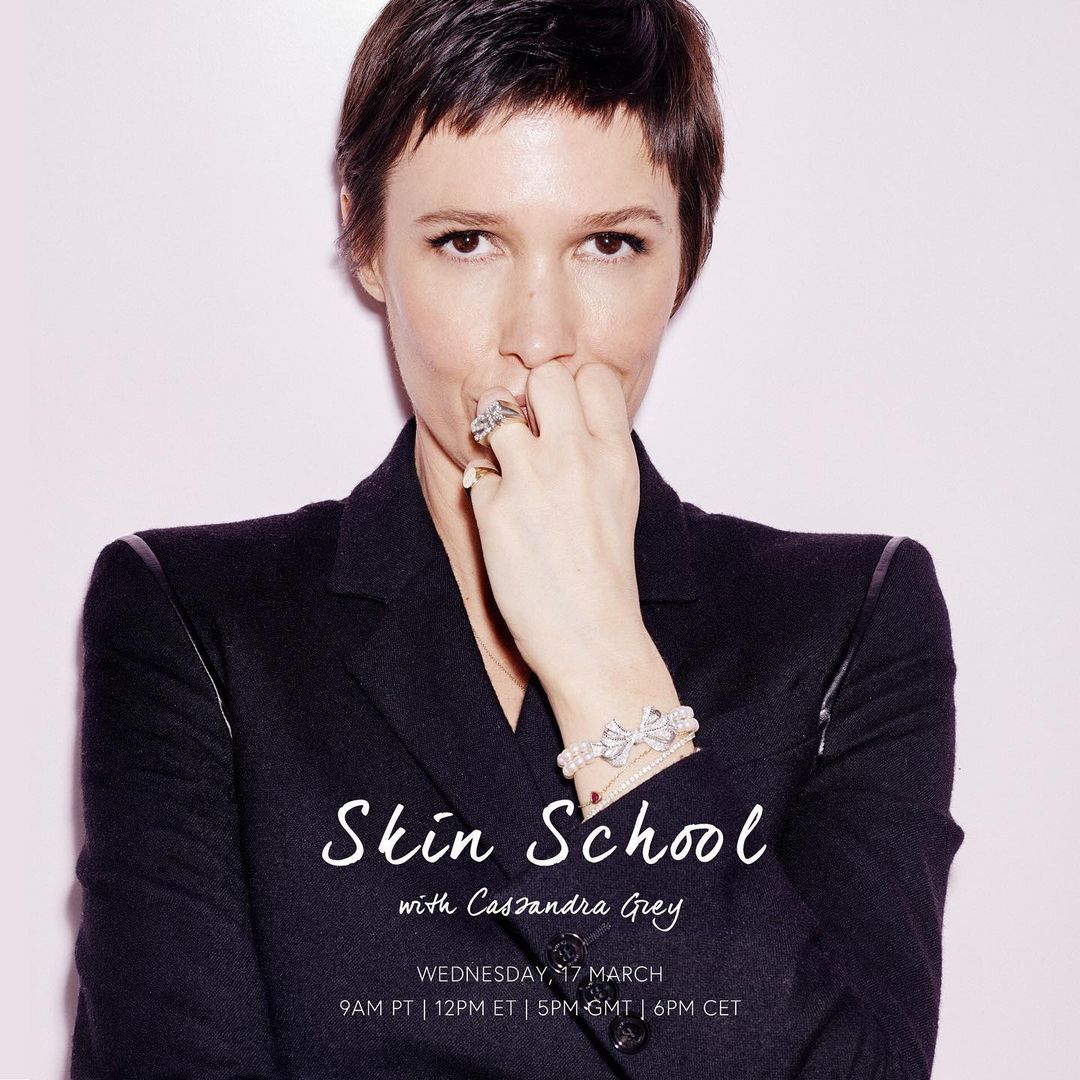 Skin School
with Cassandra Grey
WEDNESDAY, 17 MARCH
9AM PT | 12PM ET | 5PM GMT | 6PM CET